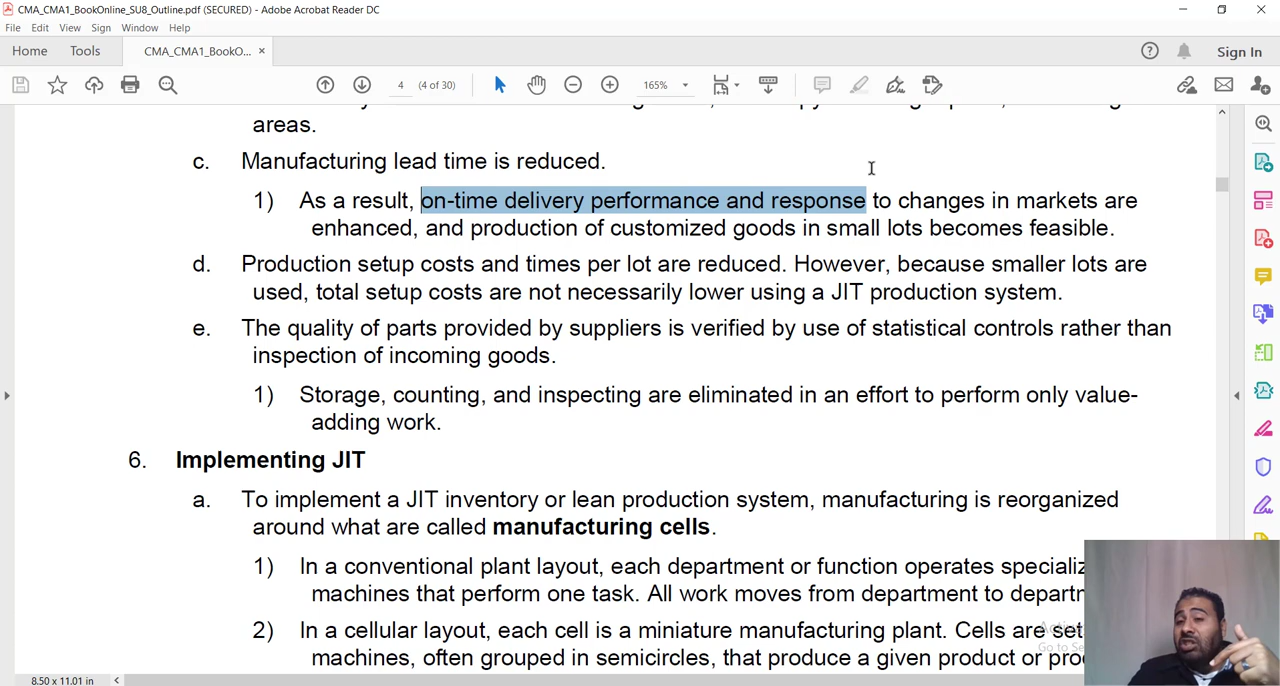 CMA_CMA1_BookOnline_SU8_Outline.pdf (SECURED) - Adobe Acrobat Reader DC
File Edit View Sign Window Help
Home Tools CMA_CMA1_BookO... × Sign In
4 (4 of 30) 165%
areas.
c. Manufacturing lead time is reduced.
1) As a result, on-time delivery performance and response to changes in markets are
enhanced, and production of customized goods in small lots becomes feasible.
d. Production setup costs and times per lot are reduced. However, because smaller lots are
used, total setup costs are not necessarily lower using a JIT production system.
e. The quality of parts provided by suppliers is verified by use of statistical controls rather than
inspection of incoming goods.
1) Storage, counting, and inspecting are eliminated in an effort to perform only value-
adding work.
6. Implementing JIT
a. To implement a JIT inventory or lean production system, manufacturing is reorganized
around what are called manufacturing cells.
1) In a conventional plant layout, each department or function operates
machines that perform one task. All work moves from department to
2) In a cellular layout, each cell is a miniature manufacturing plant. Cells are
machines, often grouped in semicircles, that produce a given product or
8.50 x 11.01 in